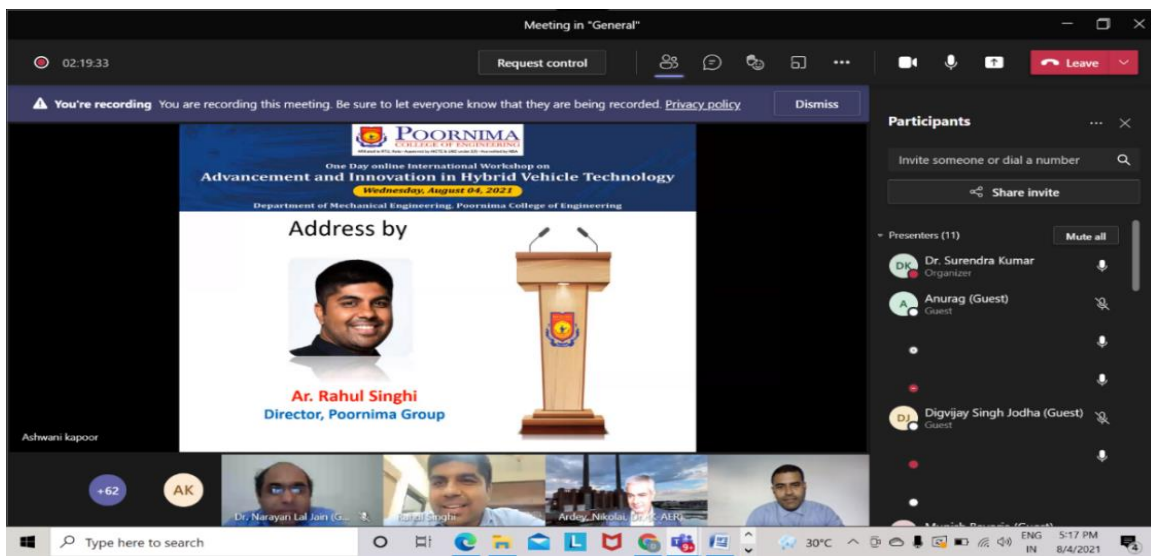 Meeting in "General"
02:19:33
Request control
Leave
You're recording You are recording this meeting. Be sure to let everyone know that they are being recorded. Privacy policy
Dismiss
POORNIMA
COLLEGE OF ENGINEERING
One Day online International Workshop on
Advancement and Innovation in Hybrid Vehicle Technology
Wednesday, August 04, 2021
Department of Mechanical Engineering, Poornima College of Engineering
Address by
Ar. Rahul Singhi
Director, Poornima Group
Ashwani kapoor
+62
AK
Dr. Narayan Lal Jain (G...
Rahul Singhi
Ardey, Nikolai, Dr. (K-AER)
Participants
Invite someone or dial a number
Share invite
Presenters (11)
Mute all
DK
Dr. Surendra Kumar
Organizer
A
Anurag (Guest)
Guest
DJ
Digvijay Singh Jodha (Guest)
Guest
Type here to search
30°C
ENG
IN
5:17 PM
8/4/2021